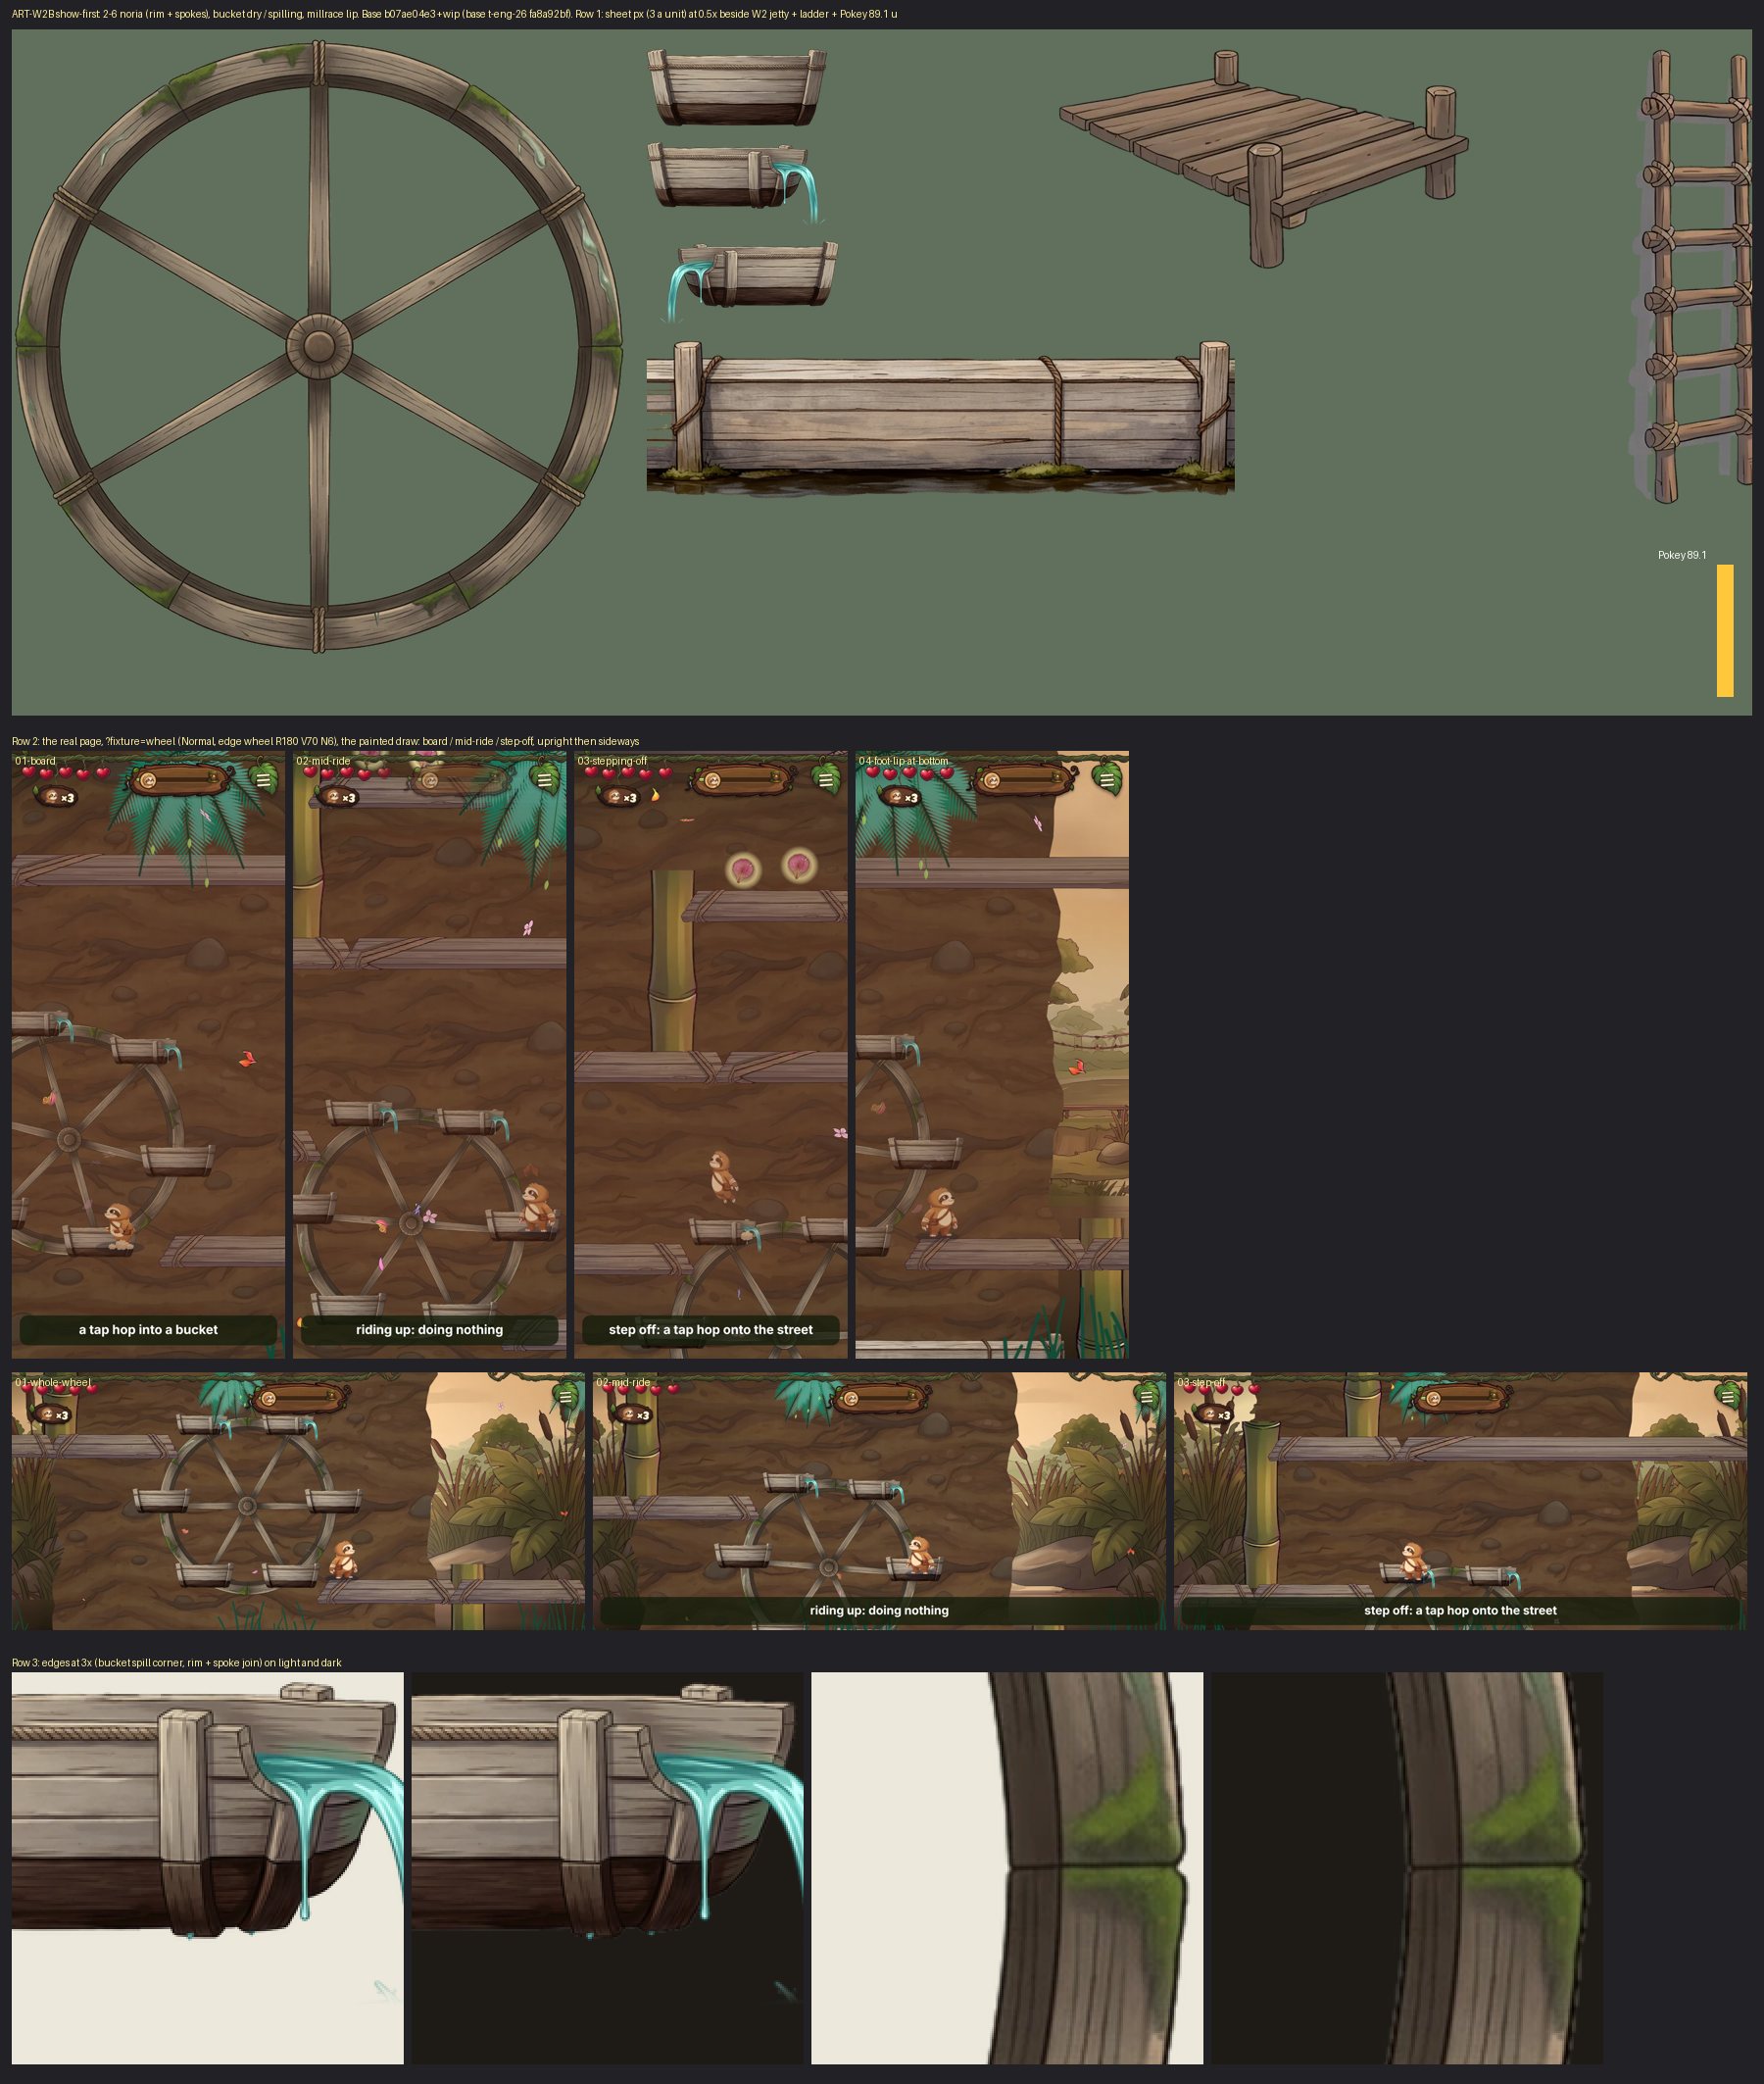 ART-W2B show-first: 2-6 noria (rim + spokes), bucket dry / spilling, millrace lip. Base b07ae04e3+wip (base t-eng-26 fa8a92bf). Row 1: sheet px (3 a unit) at 0.5x beside W2 jetty + ladder + Pokey 89.1 u
Pokey 89.1
Row 2: the real page, ?fixture=wheel (Normal, edge wheel R180 V70 N6), the painted draw: board / mid-ride / step-off, upright then sideways
01-board
02-mid-ride
03-stepping-off
04-foot-lip-at-bottom
×3
×3
×3
×3
a tap hop into a bucket
riding up: doing nothing
step off: a tap hop onto the street
01-whole-wheel
02-mid-ride
03-step-off
×3
×3
×3
riding up: doing nothing
step off: a tap hop onto the street
Row 3: edges at 3x (bucket spill corner, rim + spoke join) on light and dark